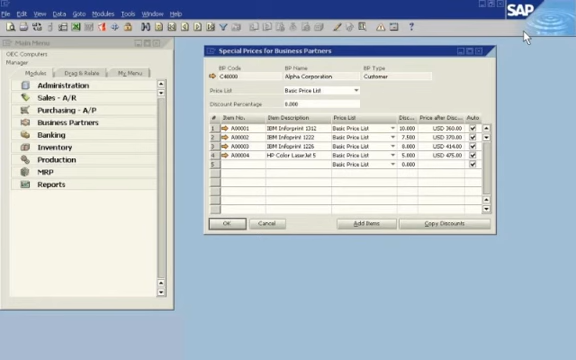 File Edit View Data Goto Modules Tools Window Help
SAP
Main Menu
OEC Computers
Manager
Modules Drag & Relate My Menu
Administration
Sales - A/R
Purchasing - A/P
Business Partners
Banking
Inventory
Production
MRP
Reports
Special Prices for Business Partners
BP Code BP Name BP Type
C40000 Alpha Corporation Customer
Price List Basic Price List
Discount Percentage 0.000
# Item No. Item Description Price List Disc... Price after Disc... Auto
1 A00001 IBM Infoprint 1312 Basic Price List 10.000 USD 360.00
2 A00002 IBM Infoprint 1222 Basic Price List 7.500 USD 370.00
3 A00003 IBM Infoprint 1226 Basic Price List 8.000 USD 414.00
4 A00004 HP Color LaserJet 5 Basic Price List 5.000 USD 475.00
5 Basic Price List 0.000
OK Cancel Add Items Copy Discounts